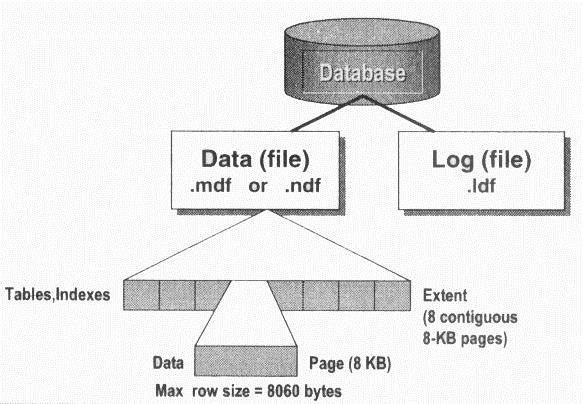 Database
Data (file)
.mdf or .ndf
Log (file)
.ldf
Tables,Indexes
Extent
(8 contiguous
8-KB pages)
Data
Page (8 KB)
Max row size = 8060 bytes